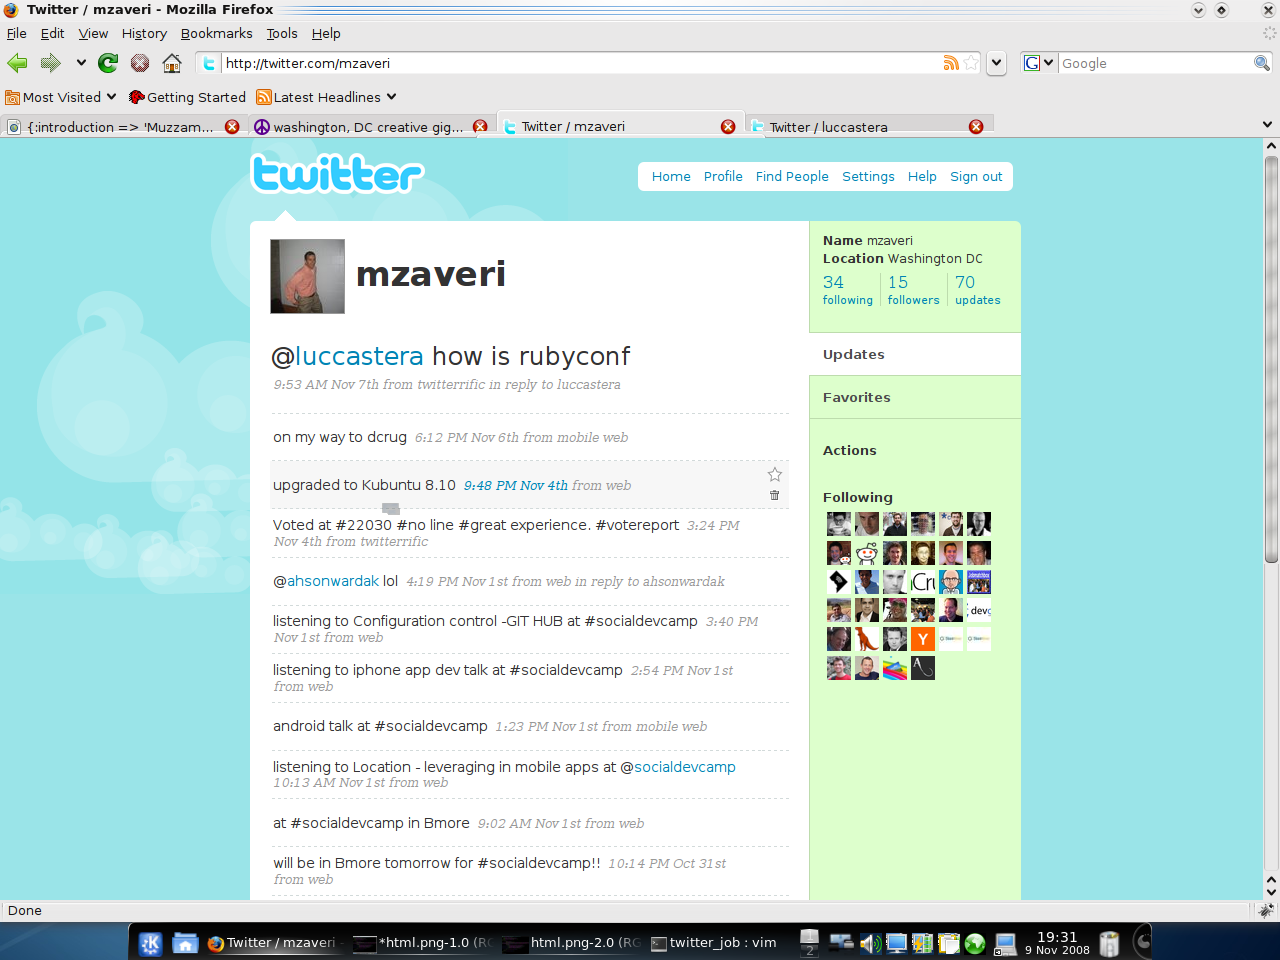 Twitter / mzaveri - Mozilla Firefox
File Edit View History Bookmarks Tools Help
http://twitter.com/mzaveri
G Google
Most Visited Getting Started Latest Headlines
{:introduction => 'Muzzam... washington, DC creative gig... Twitter / mzaveri Twitter / luccastera
twitter
Home Profile Find People Settings Help Sign out
mzaveri
@luccastera how is rubyconf
9:53 AM Nov 7th from twitterrific in reply to luccastera
on my way to dcrug 6:12 PM Nov 6th from mobile web
upgraded to Kubuntu 8.10 9:48 PM Nov 4th from web
Voted at #22030 #no line #great experience. #votereport 3:24 PM
Nov 4th from twitterrific
@ahsonwardak lol 4:19 PM Nov 1st from web in reply to ahsonwardak
listening to Configuration control -GIT HUB at #socialdevcamp 3:40 PM
Nov 1st from web
listening to iphone app dev talk at #socialdevcamp 2:54 PM Nov 1st
from web
android talk at #socialdevcamp 1:23 PM Nov 1st from mobile web
listening to Location - leveraging in mobile apps at @socialdevcamp
10:13 AM Nov 1st from web
at #socialdevcamp in Bmore 9:02 AM Nov 1st from web
will be in Bmore tomorrow for #socialdevcamp!! 10:14 PM Oct 31st
from web
Name mzaveri
Location Washington DC
34 15 70
following followers updates
Updates
Favorites
Actions
Following
Y
Done
Twitter / mzaveri - *html.png-1.0 (RG html.png-2.0 (RG twitter_job : vim
2
19:31
9 Nov 2008